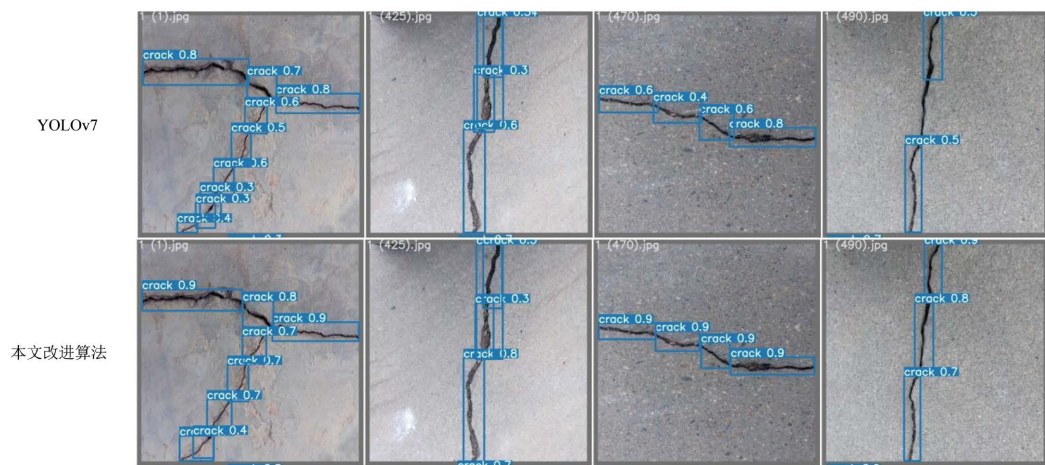 1 (1).jpg
crack 0.8
crack 0.7
crack 0.8
crack 0.6
crack 0.5
crack 0.6
crack 0.3
crack 0.3
0.4
1 (425).jpg
crack 0.3
crack 0.6
1 (470).jpg
crack 0.6
crack 0.4
crack 0.6
crack 0.8
1 (490).jpg
crack 0.5
YOLOv7
1 (1).jpg
crack 0.9
crack 0.8
crack 0.9
crack 0.7
crack 0.7
crack 0.7
crack 0.4
1 (425).jpg
crack 0.3
crack 0.8
1 (470).jpg
crack 0.9
crack 0.9
crack 0.9
crack 0.9
1 (490).jpg
crack 0.9
crack 0.8
crack 0.7
本文改进算法